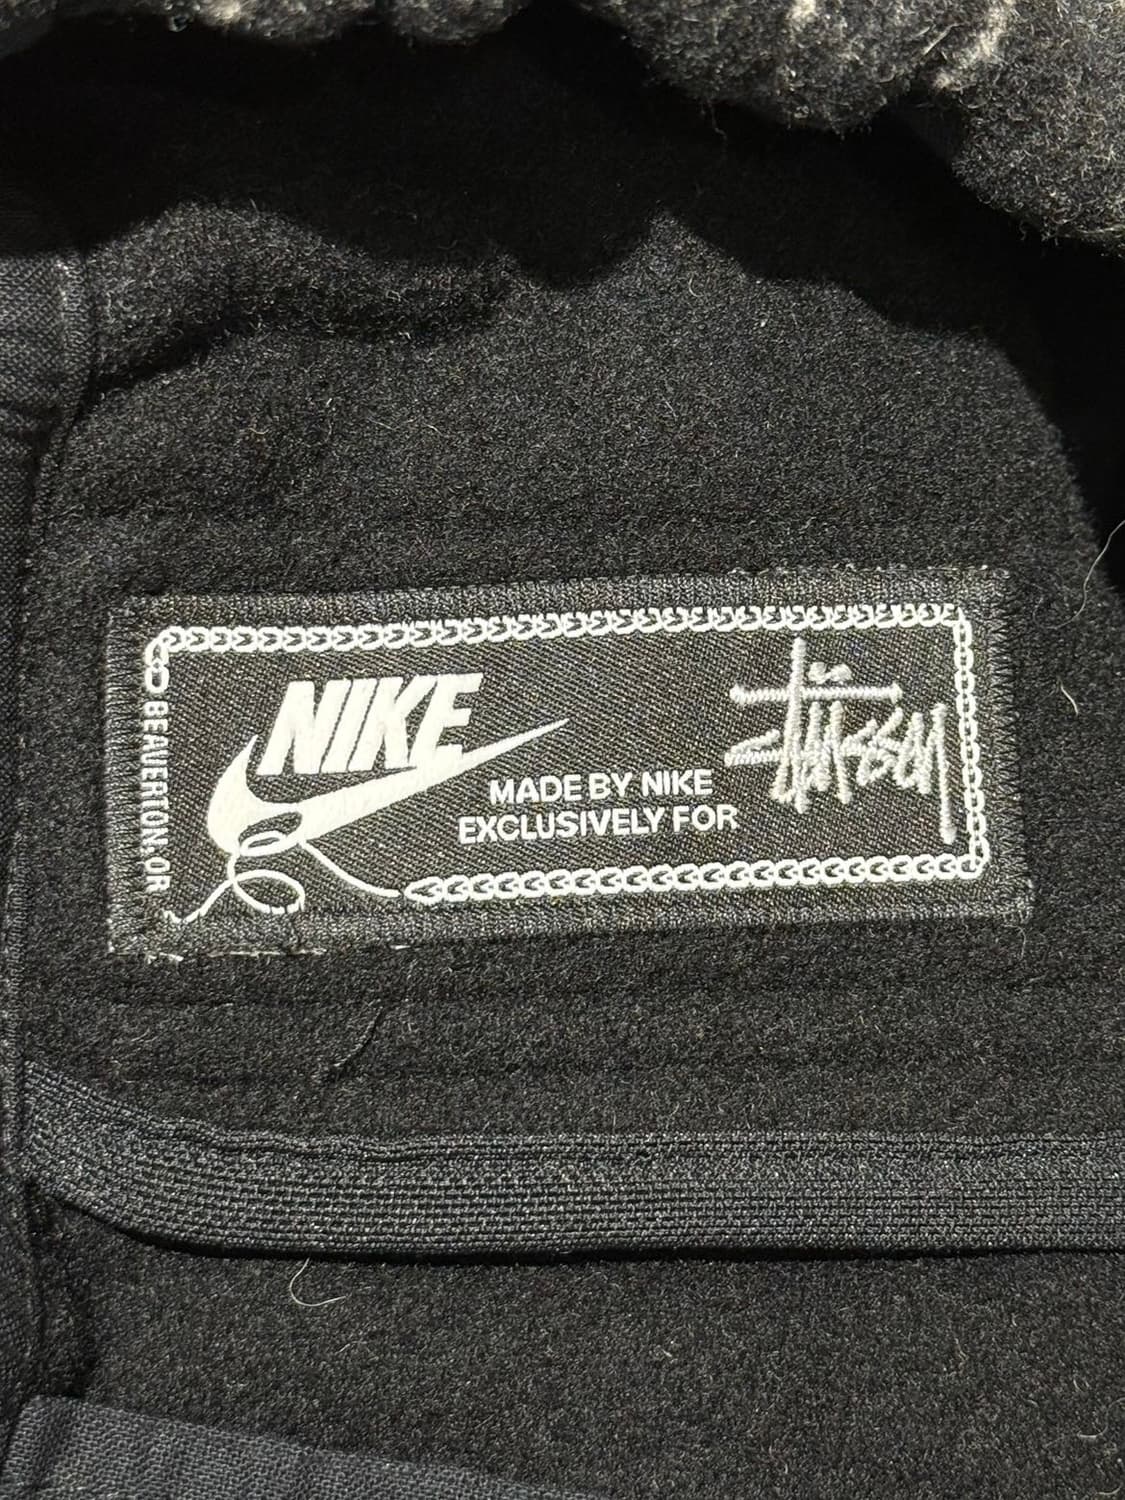 NIKE
MADE BY NIKE
EXCLUSIVELY FOR
Stüssy
BEAVERTON, OR